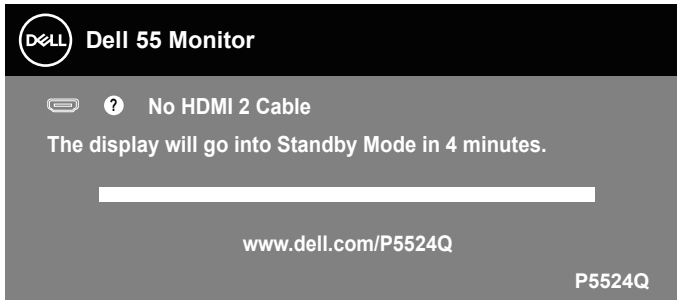 DELL Dell 55 Monitor
? No HDMI 2 Cable
The display will go into Standby Mode in 4 minutes.
www.dell.com/P5524Q
P5524Q